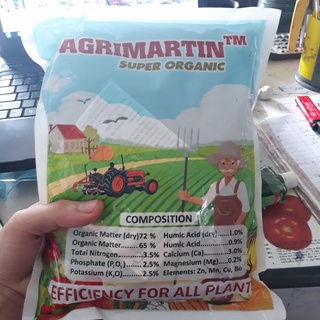 AGRIMARTIN™
SUPER ORGANIC
COMPOSITION
Organic Matter (dry)72 %
Organic Matter...... 65 %
Total Nitrogen.........3.5%
Phosphate (P₂O₅) ..... 2.5%
Potassium (K₂O)........2.5%
Humic Acid (dry)...1.0%
Humic Acid...........0.9%
Calcium (Ca)..........3.0%
Magnesium (Mg)...0.2%
Elements: Zn, Mn, Cu, Bo
EFFICIENCY FOR ALL PLANT